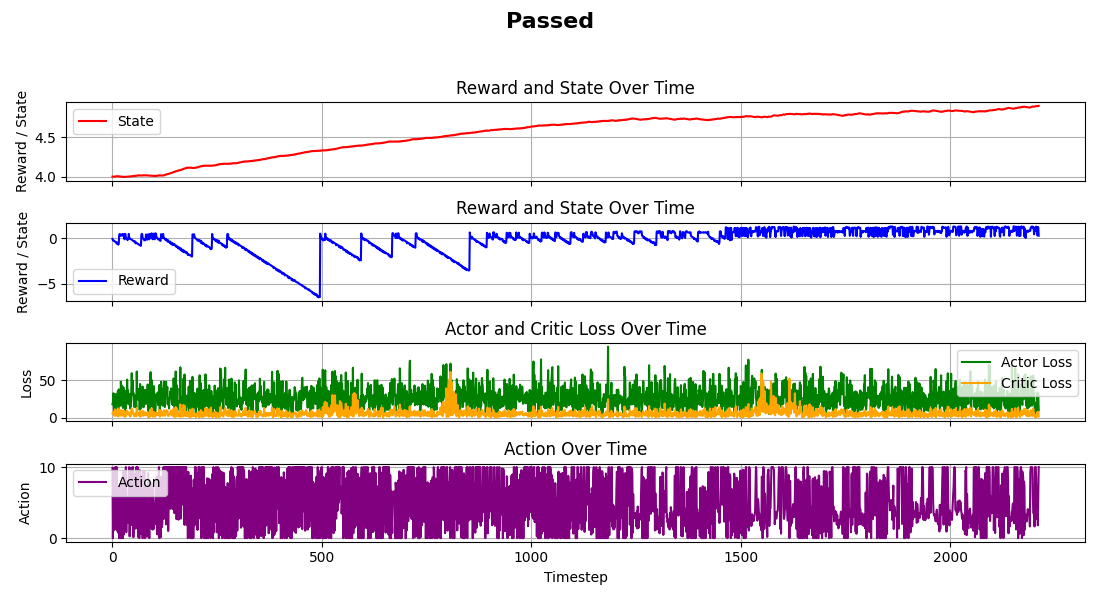 Passed
Reward and State Over Time
Reward / State
4.5
4.0
State
Reward and State Over Time
Reward / State
0
−5
Reward
Actor and Critic Loss Over Time
Loss
50
0
Actor Loss
Critic Loss
Action Over Time
Action
10
0
Action
0
500
1000
1500
2000
Timestep